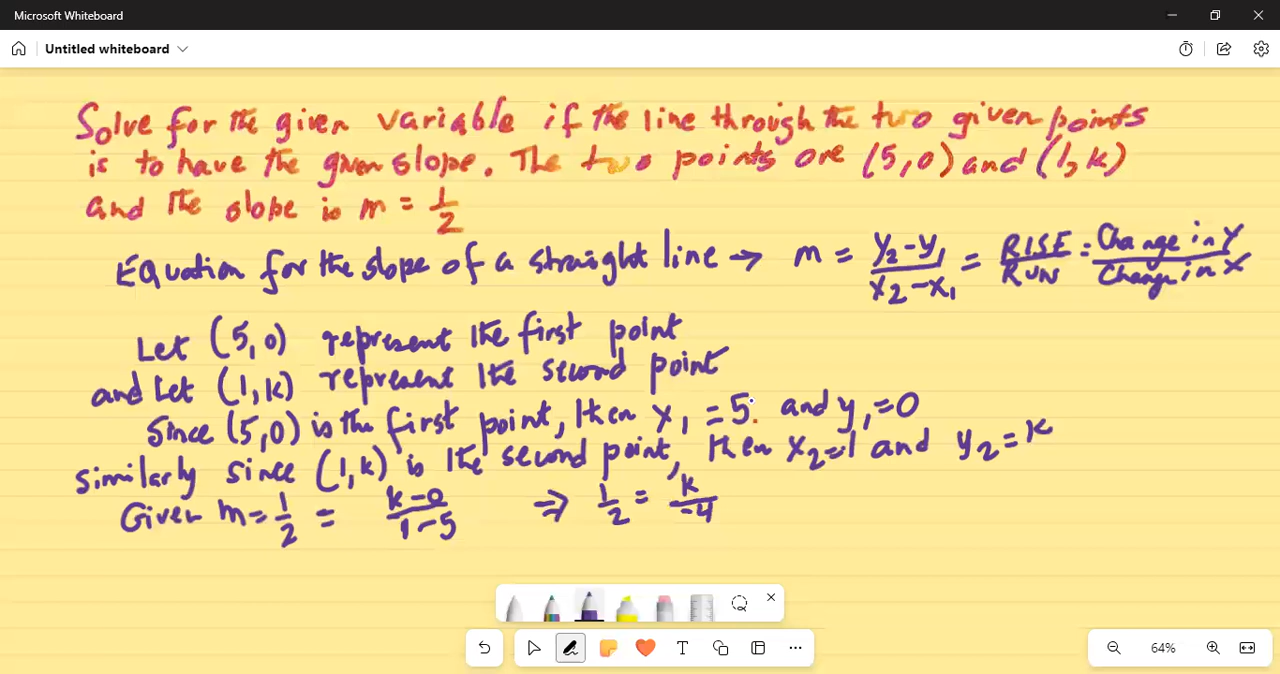 Microsoft Whiteboard
Untitled whiteboard
Solve for the given variable if the line through the two given points
is to have the given slope. The two points are (5,0) and (1,k)
and the slope is m = 1/2
Equation for the slope of a straight line → m = y₂-y₁/x₂-x₁ = RISE/RUN = Change in Y/Change in X
Let (5,0) represent the first point
and Let (1,k) represent the second point
Since (5,0) is the first point, then x₁ = 5. and y₁=0
similarly since (1,k) is the second point, then x₂=1 and y₂=k
Given m=1/2 = k-0/1-5 ⇒ 1/2 = k/-4
64%